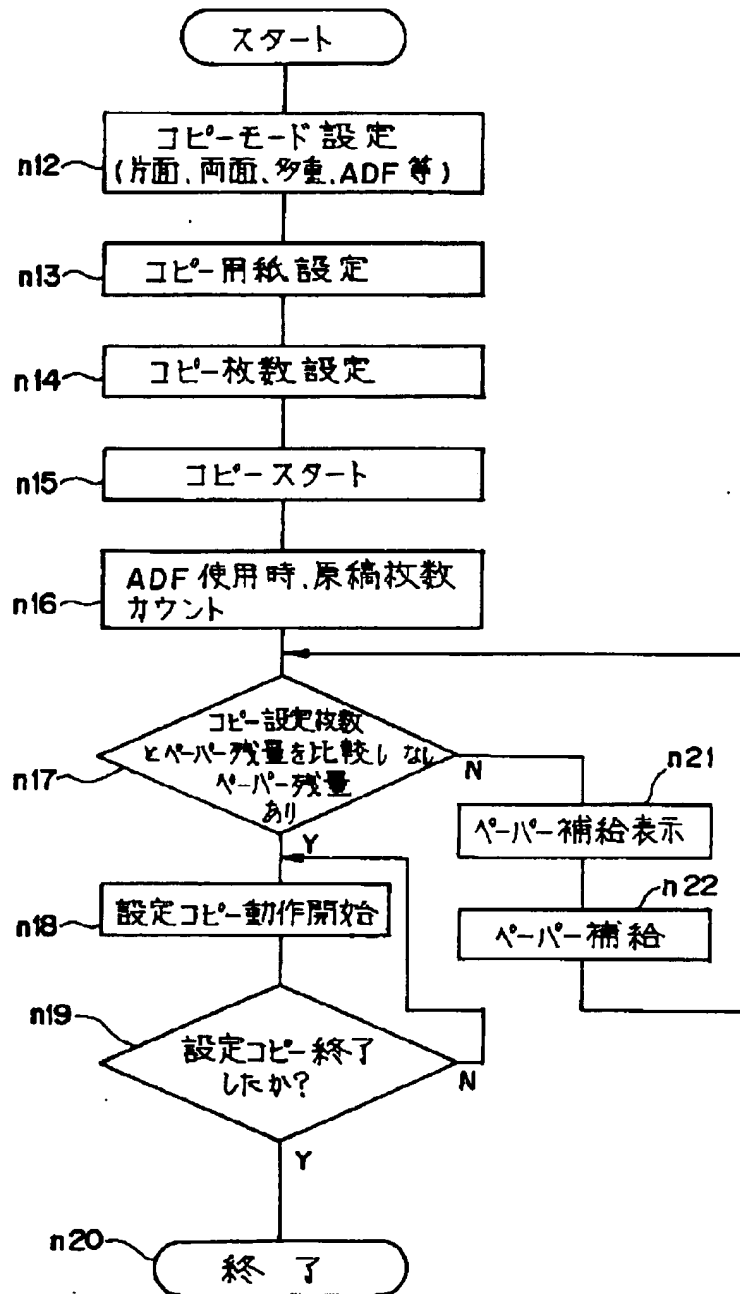 スタート
n12
コピーモード設定
(片面、両面、多重、ADF等)
n13
コピー用紙設定
n14
コピー枚数設定
n15
コピースタート
n16
ADF使用時、原稿枚数
カウント
n17
コピー設定枚数
とペーパー残量を比較し なし
ペーパー残量
あり
N
Y
n21
ペーパー補給表示
n22
ペーパー補給
n18
設定コピー動作開始
n19
設定コピー終了
したか?
N
Y
n20
終了